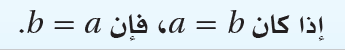 إذا كان a = b، فإن b = a.